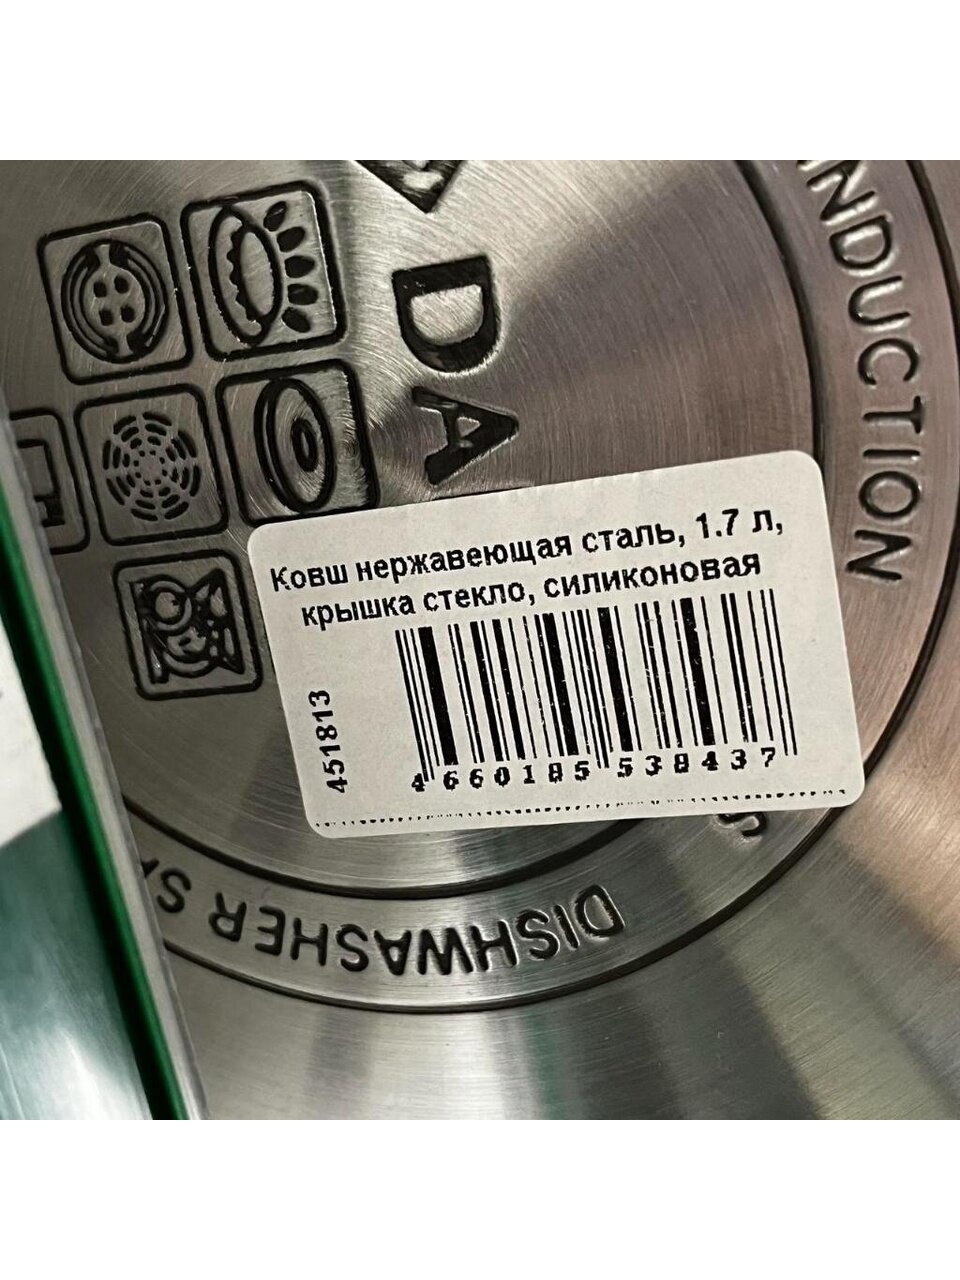 INDUCTION
DA
Ковш нержавеющая сталь, 1.7 л,
крышка стекло, силиконовая
451813
4660185538437
DISHWASHER